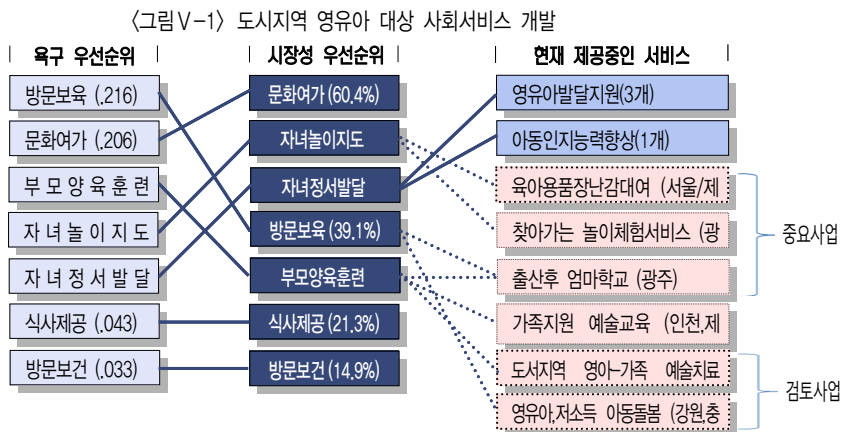 〈그림Ⅴ-1〉 도시지역 영유아 대상 사회서비스 개발
욕구 우선순위
시장성 우선순위
현재 제공중인 서비스
방문보육 (.216)
문화여가 (60.4%)
영유아발달지원(3개)
문화여가 (.206)
자녀놀이지도
아동인지능력향상(1개)
부모양육훈련
자녀정서발달
육아용품장난감대여 (서울/제
자녀놀이지도
방문보육 (39.1%)
찾아가는 놀이체험서비스 (광
중요사업
자녀정서발달
부모양육훈련
출산후 엄마학교 (광주)
식사제공 (.043)
식사제공 (21.3%)
가족지원 예술교육 (인천,제
방문보건 (.033)
방문보건 (14.9%)
도서지역 영아-가족 예술치료
검토사업
영유아,저소득 아동돌봄 (강원,충